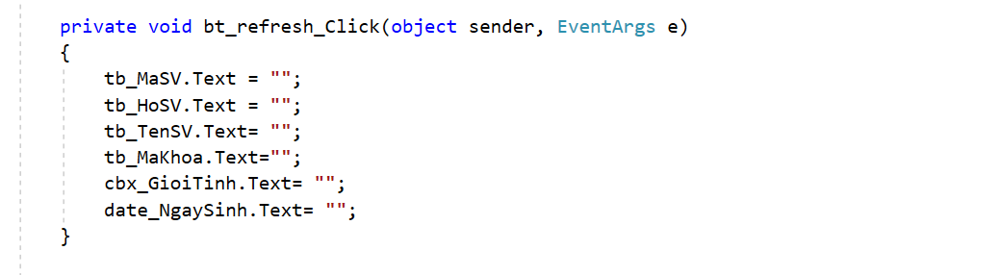 private void bt_refresh_Click(object sender, EventArgs e)
{
tb_MaSV.Text = "";
tb_HoSV.Text = "";
tb_TenSV.Text= "";
tb_MaKhoa.Text="";
cbx_GioiTinh.Text= "";
date_NgaySinh.Text= "";
}